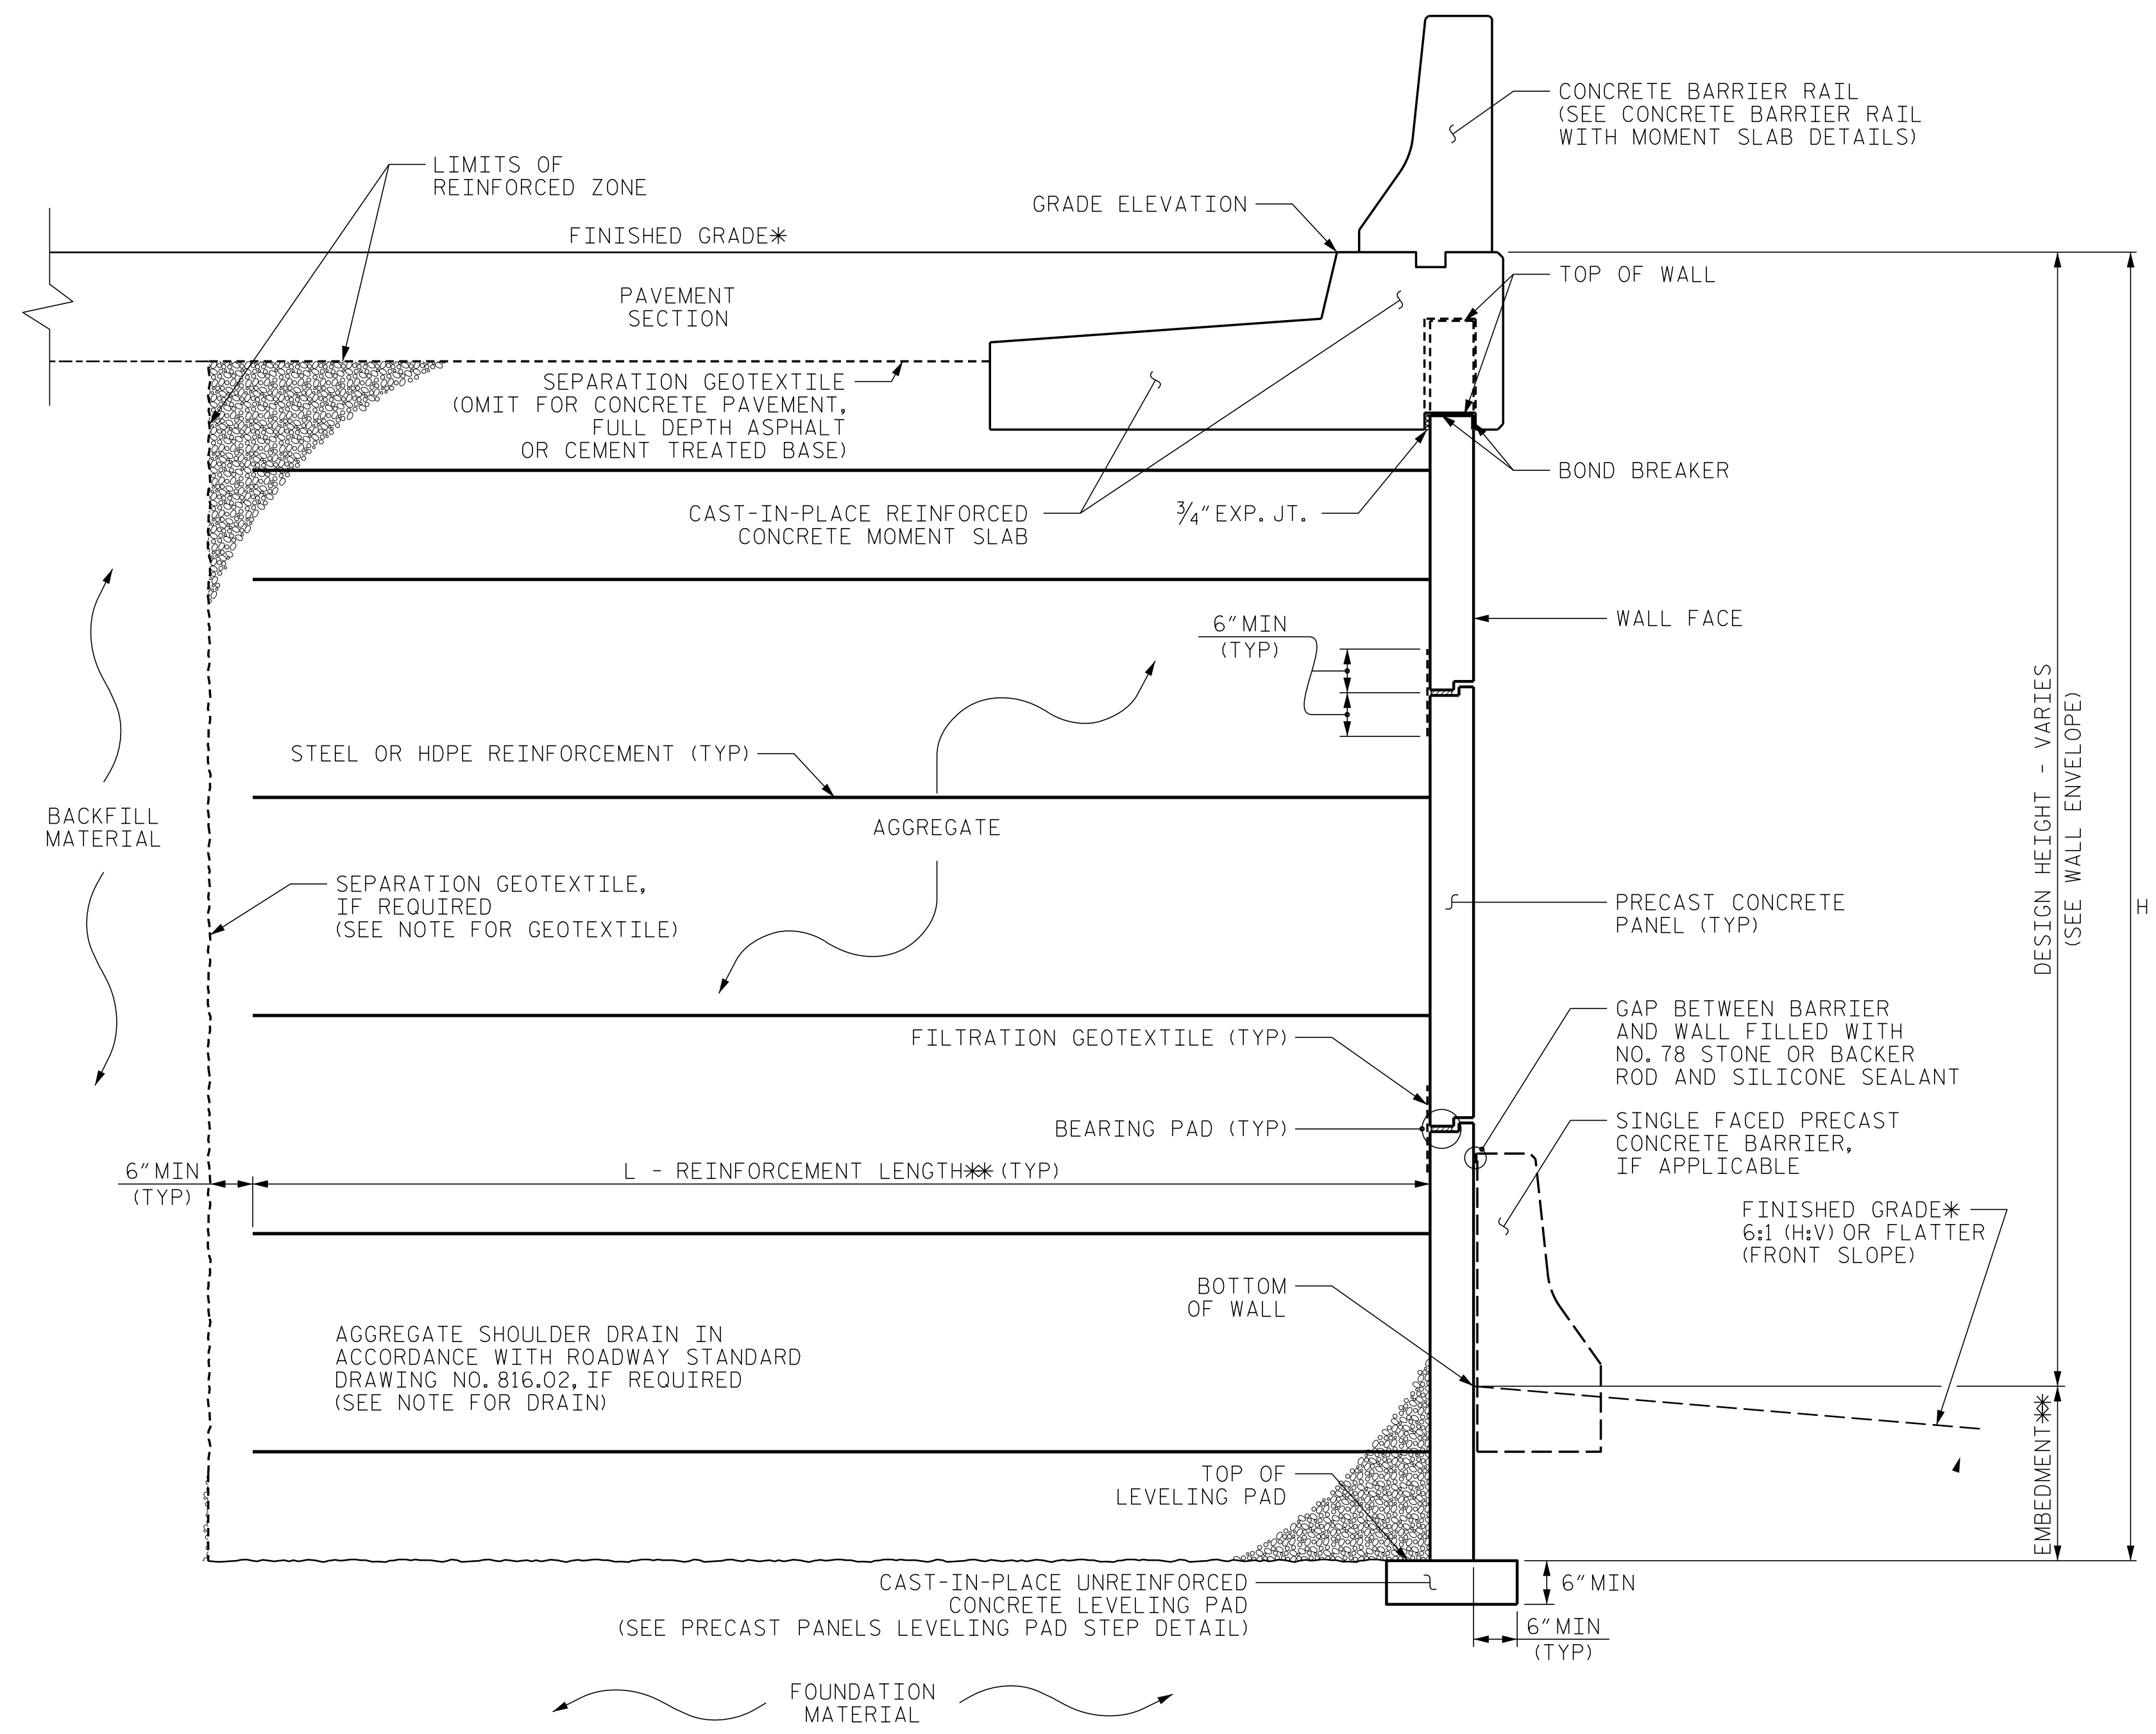 CONCRETE BARRIER RAIL
(SEE CONCRETE BARRIER RAIL
WITH MOMENT SLAB DETAILS)
LIMITS OF
REINFORCED ZONE
GRADE ELEVATION
FINISHED GRADE*
TOP OF WALL
PAVEMENT
SECTION
SEPARATION GEOTEXTILE
(OMIT FOR CONCRETE PAVEMENT,
FULL DEPTH ASPHALT
OR CEMENT TREATED BASE)
BOND BREAKER
CAST-IN-PLACE REINFORCED
CONCRETE MOMENT SLAB
3/4" EXP. JT.
6" MIN
(TYP)
WALL FACE
DESIGN HEIGHT - VARIES
(SEE WALL ENVELOPE)
H
STEEL OR HDPE REINFORCEMENT (TYP)
BACKFILL
MATERIAL
AGGREGATE
SEPARATION GEOTEXTILE,
IF REQUIRED
(SEE NOTE FOR GEOTEXTILE)
PRECAST CONCRETE
PANEL (TYP)
GAP BETWEEN BARRIER
AND WALL FILLED WITH
NO. 78 STONE OR BACKER
ROD AND SILICONE SEALANT
FILTRATION GEOTEXTILE (TYP)
BEARING PAD (TYP)
SINGLE FACED PRECAST
CONCRETE BARRIER,
IF APPLICABLE
6" MIN
(TYP)
L - REINFORCEMENT LENGTH** (TYP)
FINISHED GRADE*
6:1 (H:V) OR FLATTER
(FRONT SLOPE)
BOTTOM
OF WALL
AGGREGATE SHOULDER DRAIN IN
ACCORDANCE WITH ROADWAY STANDARD
DRAWING NO. 816.02, IF REQUIRED
(SEE NOTE FOR DRAIN)
EMBEDMENT**
TOP OF
LEVELING PAD
CAST-IN-PLACE UNREINFORCED
CONCRETE LEVELING PAD
(SEE PRECAST PANELS LEVELING PAD STEP DETAIL)
6" MIN
6" MIN
(TYP)
FOUNDATION
MATERIAL